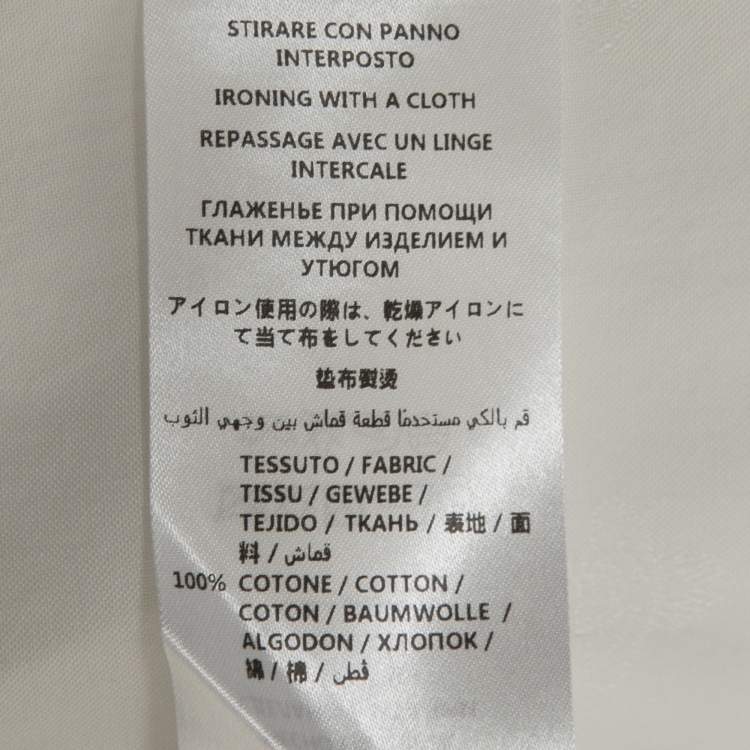 STIRARE CON PANNO
INTERPOSTO
IRONING WITH A CLOTH
REPASSAGE AVEC UN LINGE
INTERCALE
ГЛАЖЕНЬЕ ПРИ ПОМОЩИ
ТКАНИ МЕЖДУ ИЗДЕЛИЕМ И
УТЮГОМ
アイロン使用の際は、乾燥アイロンに
て当て布をしてください
垫布熨烫
قم بالكي مستخدمًا قطعة قماش بين وجهي الثوب
TESSUTO / FABRIC /
TISSU / GEWEBE /
TEJIDO / ТКАНЬ / 表地 / 面
料 / قماش
100% COTONE / COTTON /
COTON / BAUMWOLLE /
ALGODON / ХЛОПОК /
綿 / 棉 / قطن